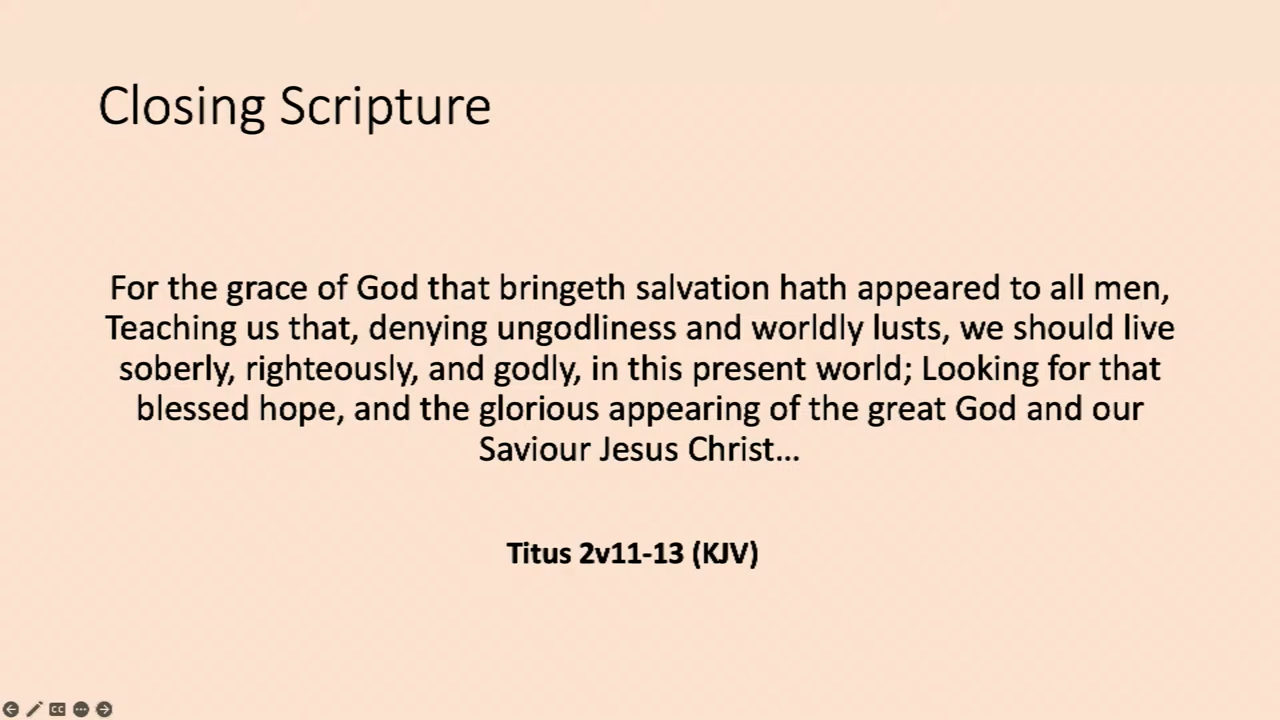 Closing Scripture
For the grace of God that bringeth salvation hath appeared to all men,
Teaching us that, denying ungodliness and worldly lusts, we should live
soberly, righteously, and godly, in this present world; Looking for that
blessed hope, and the glorious appearing of the great God and our
Saviour Jesus Christ...
Titus 2v11-13 (KJV)
CC